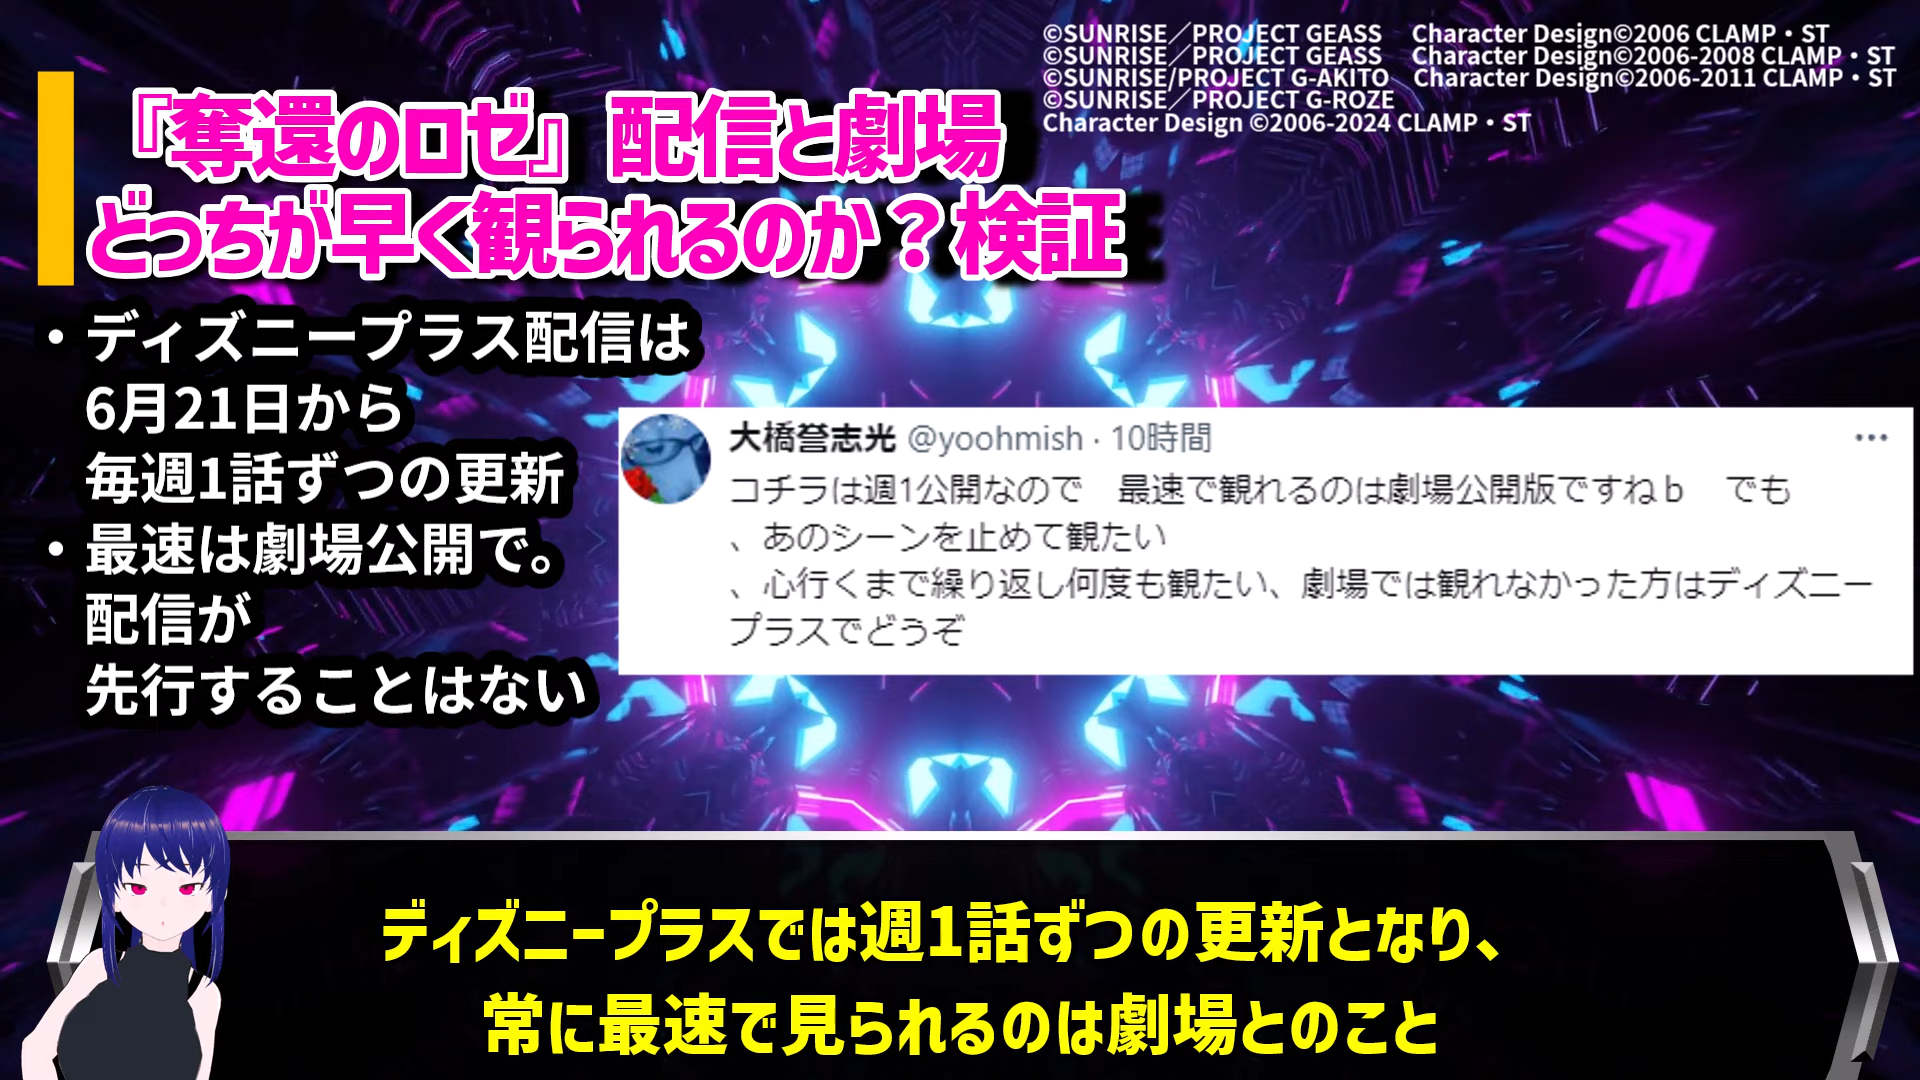 ©SUNRISE／PROJECT GEASS　Character Design©2006 CLAMP・ST
©SUNRISE／PROJECT GEASS　Character Design©2006-2008 CLAMP・ST
©SUNRISE/PROJECT G-AKITO　Character Design©2006-2011 CLAMP・ST
©SUNRISE／PROJECT G-ROZE
Character Design ©2006-2024 CLAMP・ST
『奪還のロゼ』配信と劇場
どっちが早く観られるのか？検証
・ディズニープラス配信は
6月21日から
毎週1話ずつの更新
・最速は劇場公開で。
配信が
先行することはない
大橋誉志光 @yoohmish · 10時間
コチラは週1公開なので　最速で観れるのは劇場公開版ですねｂ　でも
、あのシーンを止めて観たい
、心行くまで繰り返し何度も観たい、劇場では観れなかった方はディズニー
プラスでどうぞ
ディズニープラスでは週1話ずつの更新となり、
常に最速で見られるのは劇場とのこと